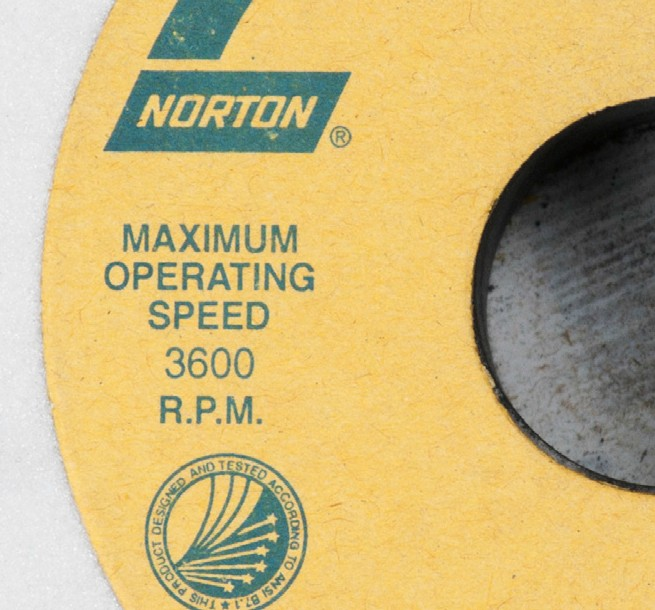 NORTON®
MAXIMUM
OPERATING
SPEED
3600
R.P.M.
THIS PRODUCT DESIGNED AND TESTED ACCORDING TO ANSI B7.1 ★